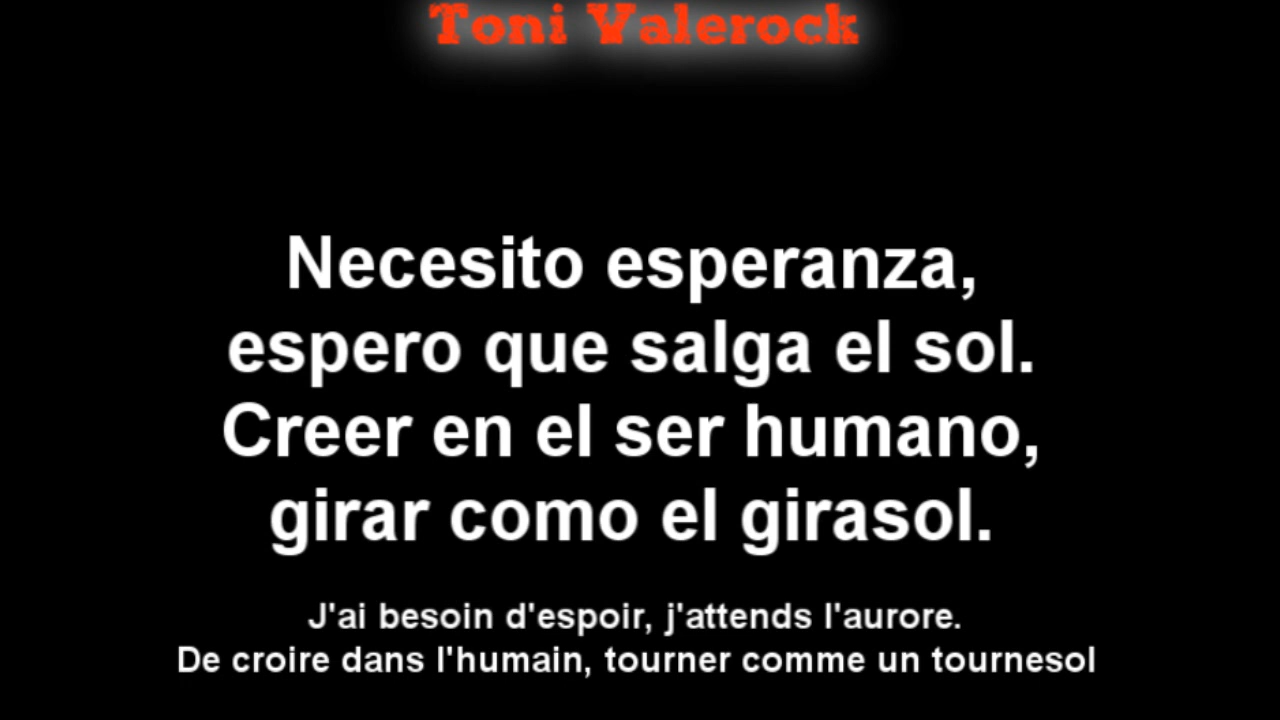 Toni Valerock
Necesito esperanza,
espero que salga el sol.
Creer en el ser humano,
girar como el girasol.
J'ai besoin d'espoir, j'attends l'aurore.
De croire dans l'humain, tourner comme un tournesol